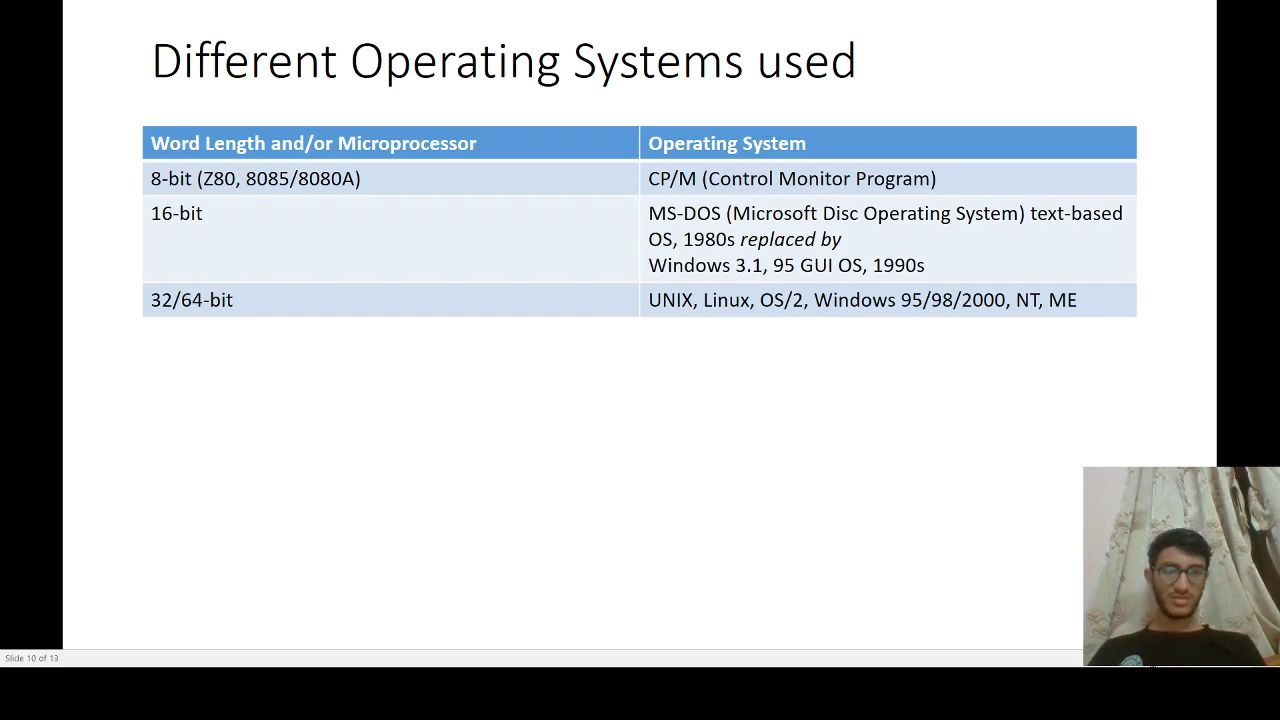 Different Operating Systems used
Word Length and/or Microprocessor
Operating System
8-bit (Z80, 8085/8080A)
CP/M (Control Monitor Program)
16-bit
MS-DOS (Microsoft Disc Operating System) text-based
OS, 1980s replaced by
Windows 3.1, 95 GUI OS, 1990s
32/64-bit
UNIX, Linux, OS/2, Windows 95/98/2000, NT, ME
Slide 10 of 13